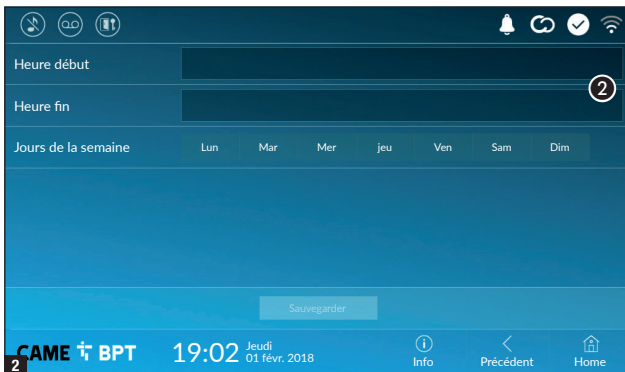 Heure début
2
Heure fin
Jours de la semaine Lun Mar Mer jeu Ven Sam Dim
Sauvegarder
CAME BPT 19:02 Jeudi 01 févr. 2018 Info Précédent Home
2